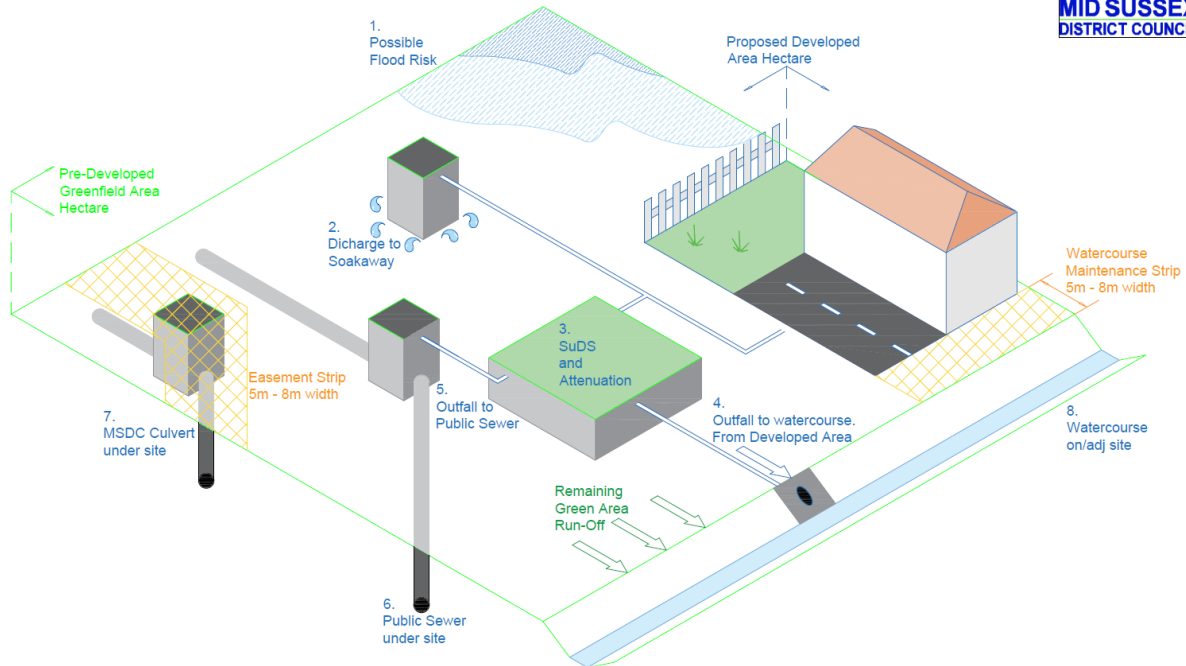 MID SUSSEX
DISTRICT COUNC
1.
Possible
Flood Risk
Proposed Developed
Area Hectare
Pre-Developed
Greenfield Area
Hectare
2.
Dicharge to
Soakaway
Watercourse
Maintenance Strip
5m - 8m width
3.
SuDS
and
Attenuation
Easement Strip
5m - 8m width
5.
Outfall to
Public Sewer
4.
Outfall to watercourse.
From Developed Area
7.
MSDC Culvert
under site
8.
Watercourse
on/adj site
Remaining
Green Area
Run-Off
6.
Public Sewer
under site